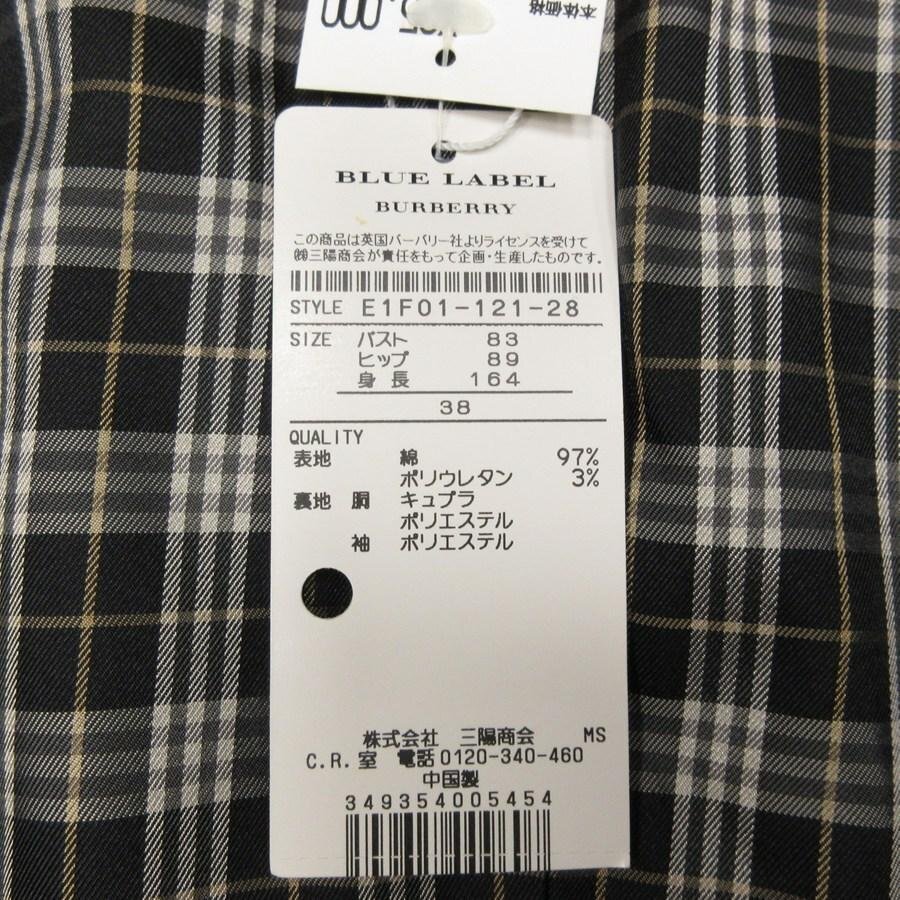 本体価格
BLUE LABEL
BURBERRY
この商品は英国バーバリー社よりライセンスを受けて
㈱三陽商会が責任をもって企画・生産したものです。
STYLE E1F01-121-28
SIZE バスト 83
ヒップ 89
身長 164
38
QUALITY
表地 綿 97%
ポリウレタン 3%
裏地 胴 キュプラ
ポリエステル
袖 ポリエステル
株式会社 三陽商会 MS
C.R.室 電話0120-340-460
中国製
349354005454